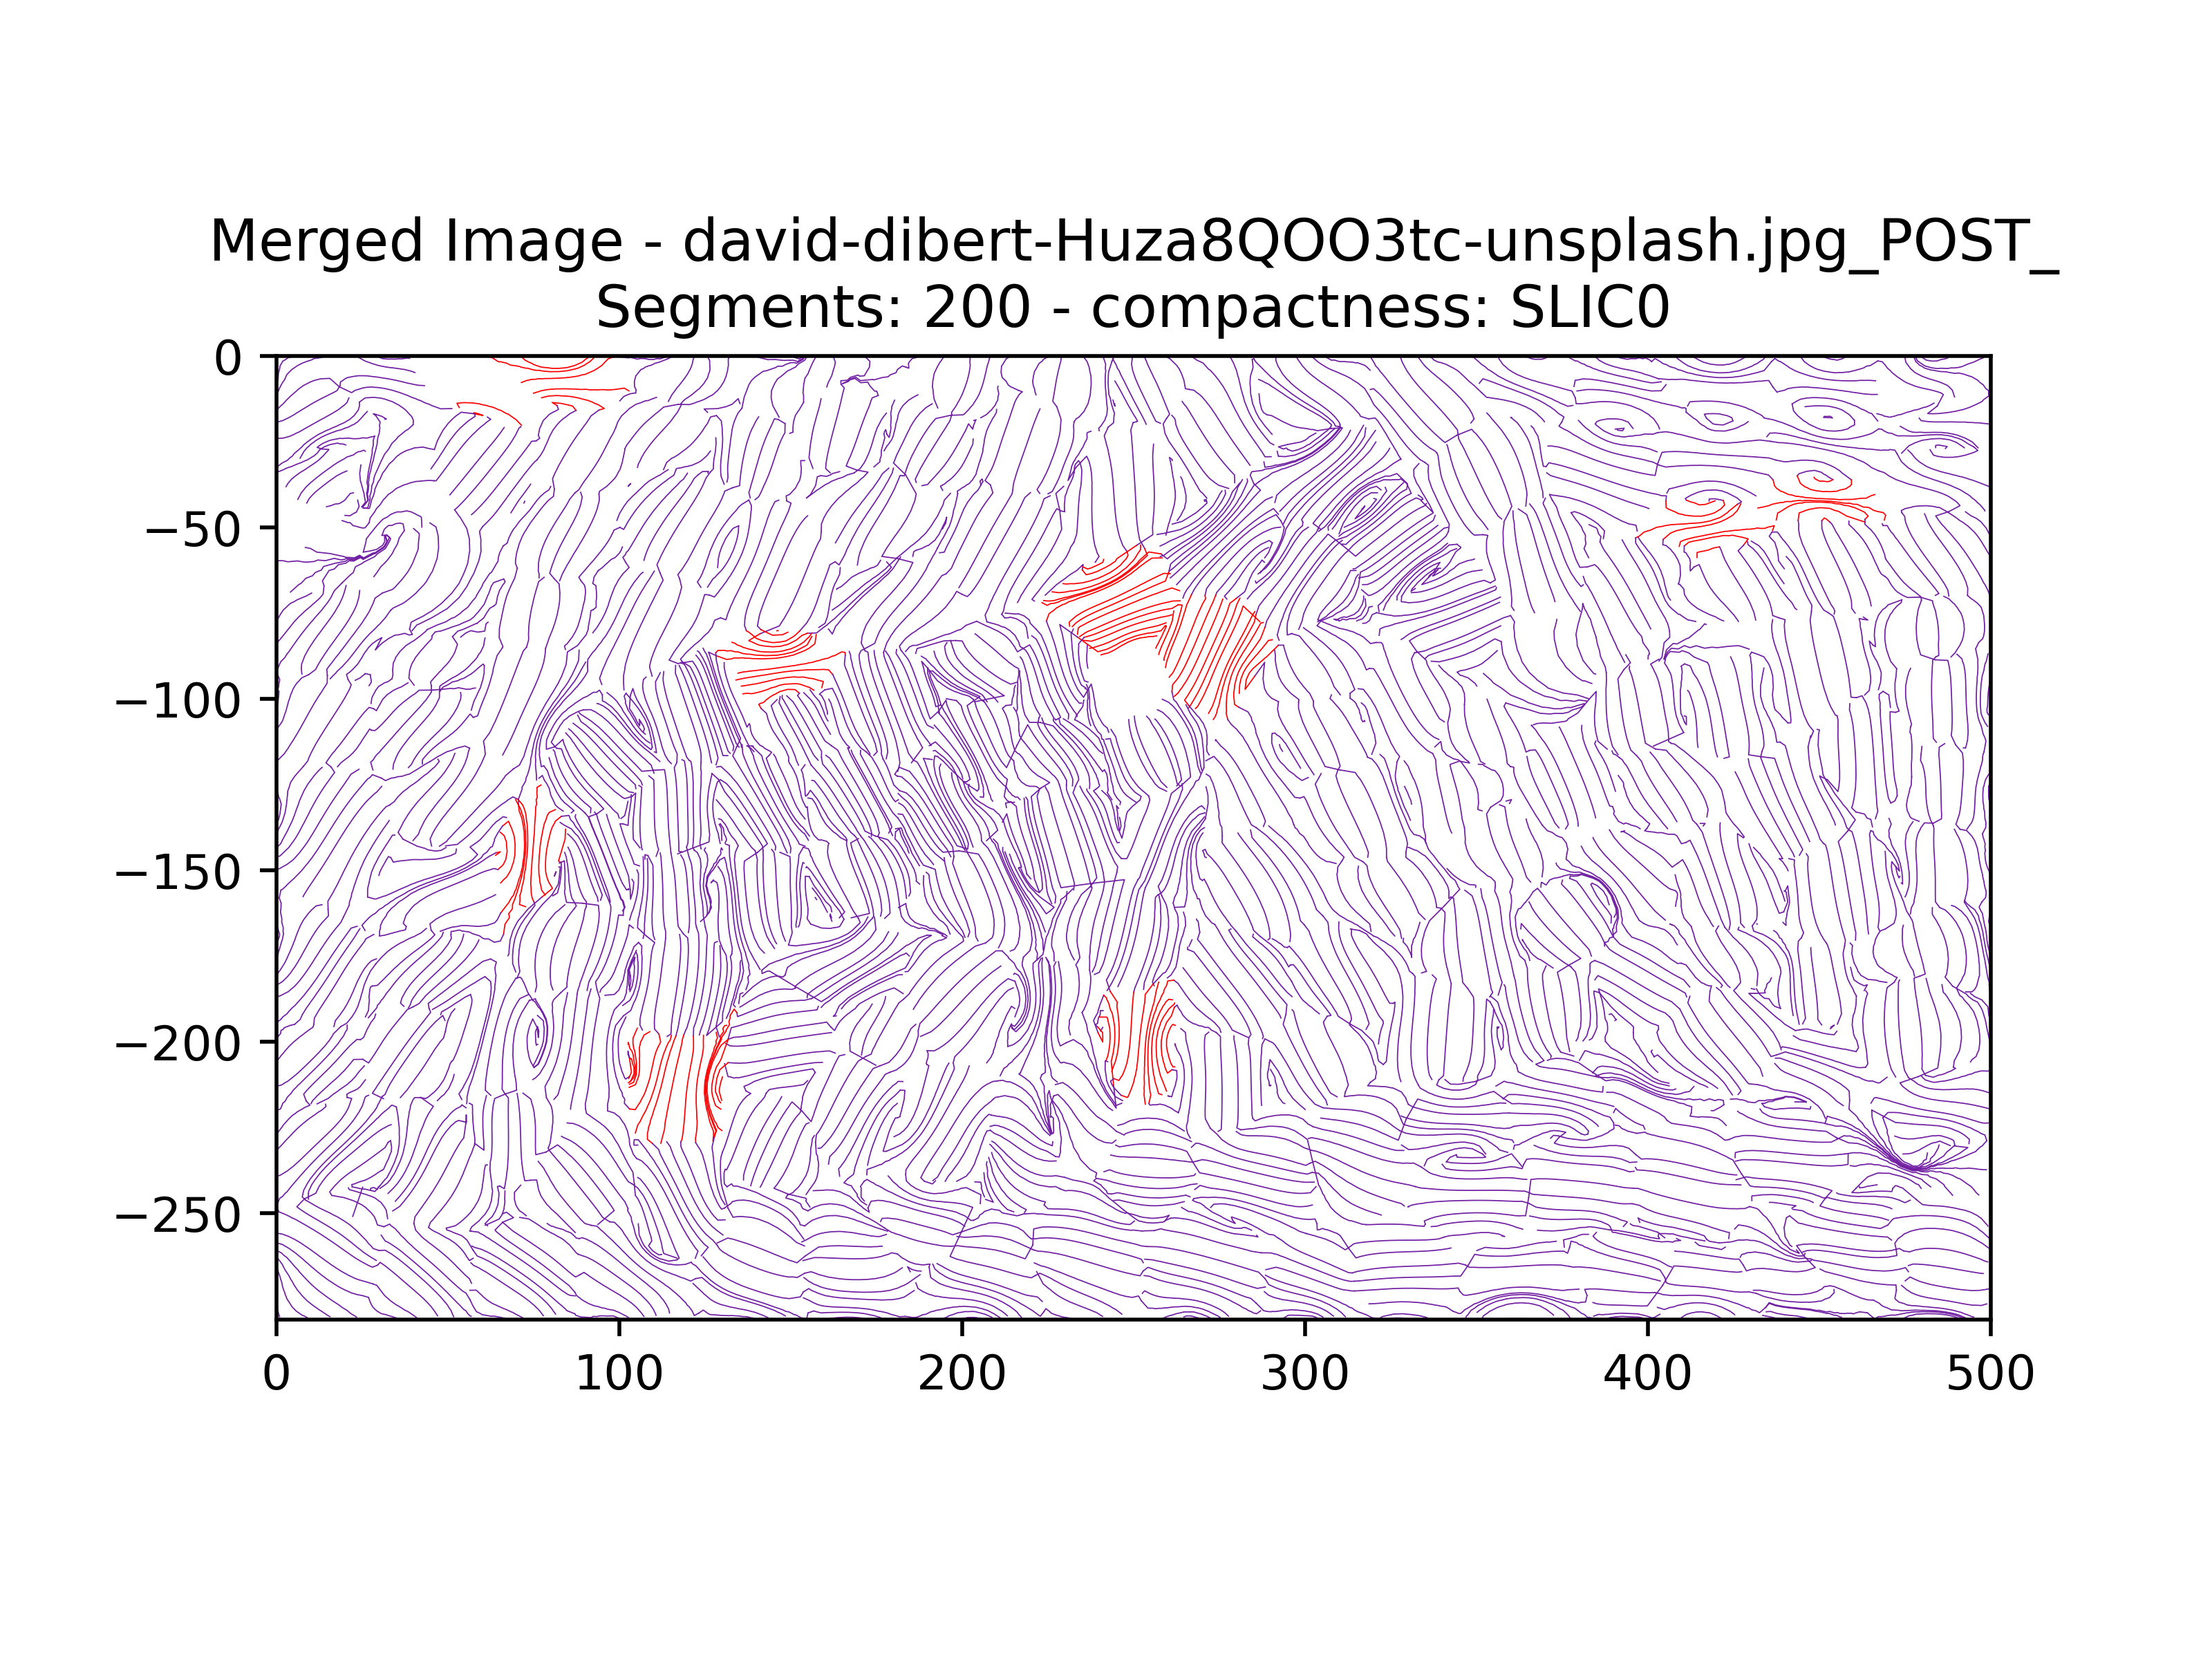 Merged Image - david-dibert-Huza8QOO3tc-unsplash.jpg_POST_
Segments: 200 - compactness: SLIC0
0
−50
−100
−150
−200
−250
0 100 200 300 400 500